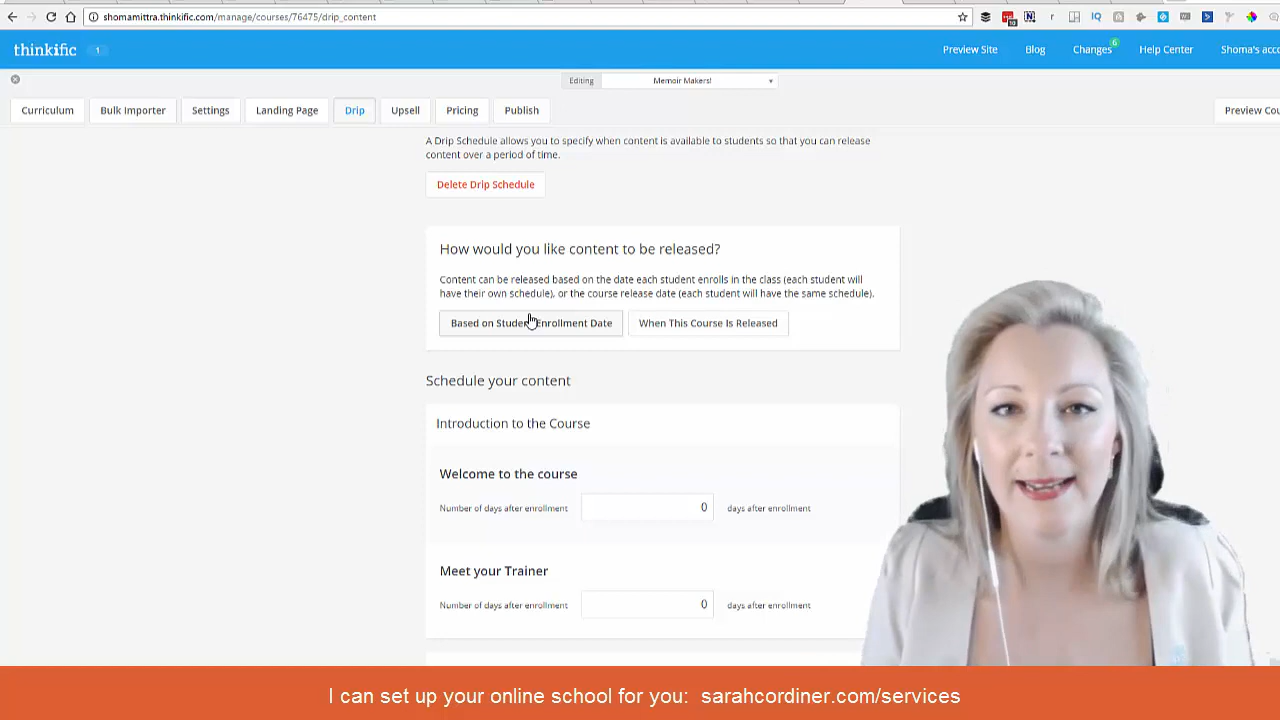 shomamittra.thinkific.com/manage/courses/76475/drip_content
thinkific 1
Preview Site Blog Changes 6 Help Center Shoma's acco
Editing Memoir Makers!
Curriculum Bulk Importer Settings Landing Page Drip Upsell Pricing Publish Preview Cou
A Drip Schedule allows you to specify when content is available to students so that you can release
content over a period of time.
Delete Drip Schedule
How would you like content to be released?
Content can be released based on the date each student enrolls in the class (each student will
have their own schedule), or the course release date (each student will have the same schedule).
Based on Student Enrollment Date When This Course Is Released
Schedule your content
Introduction to the Course
Welcome to the course
Number of days after enrollment 0 days after enrollment
Meet your Trainer
Number of days after enrollment 0 days after enrollment
I can set up your online school for you: sarahcordiner.com/services